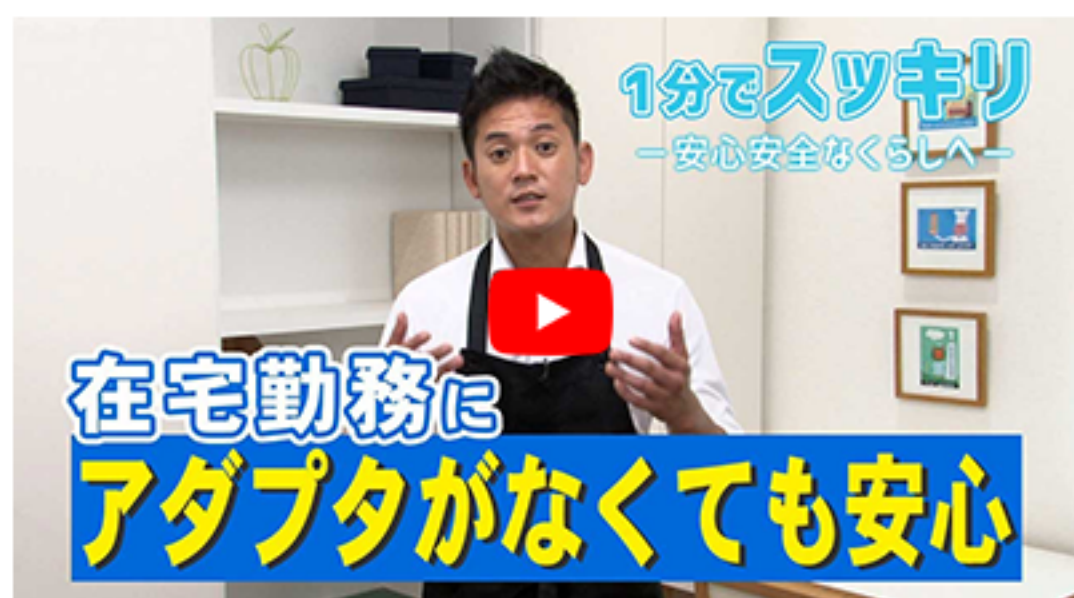 1分でスッキリ
ー安心安全なくらしへー
在宅勤務に
アダプタがなくても安心